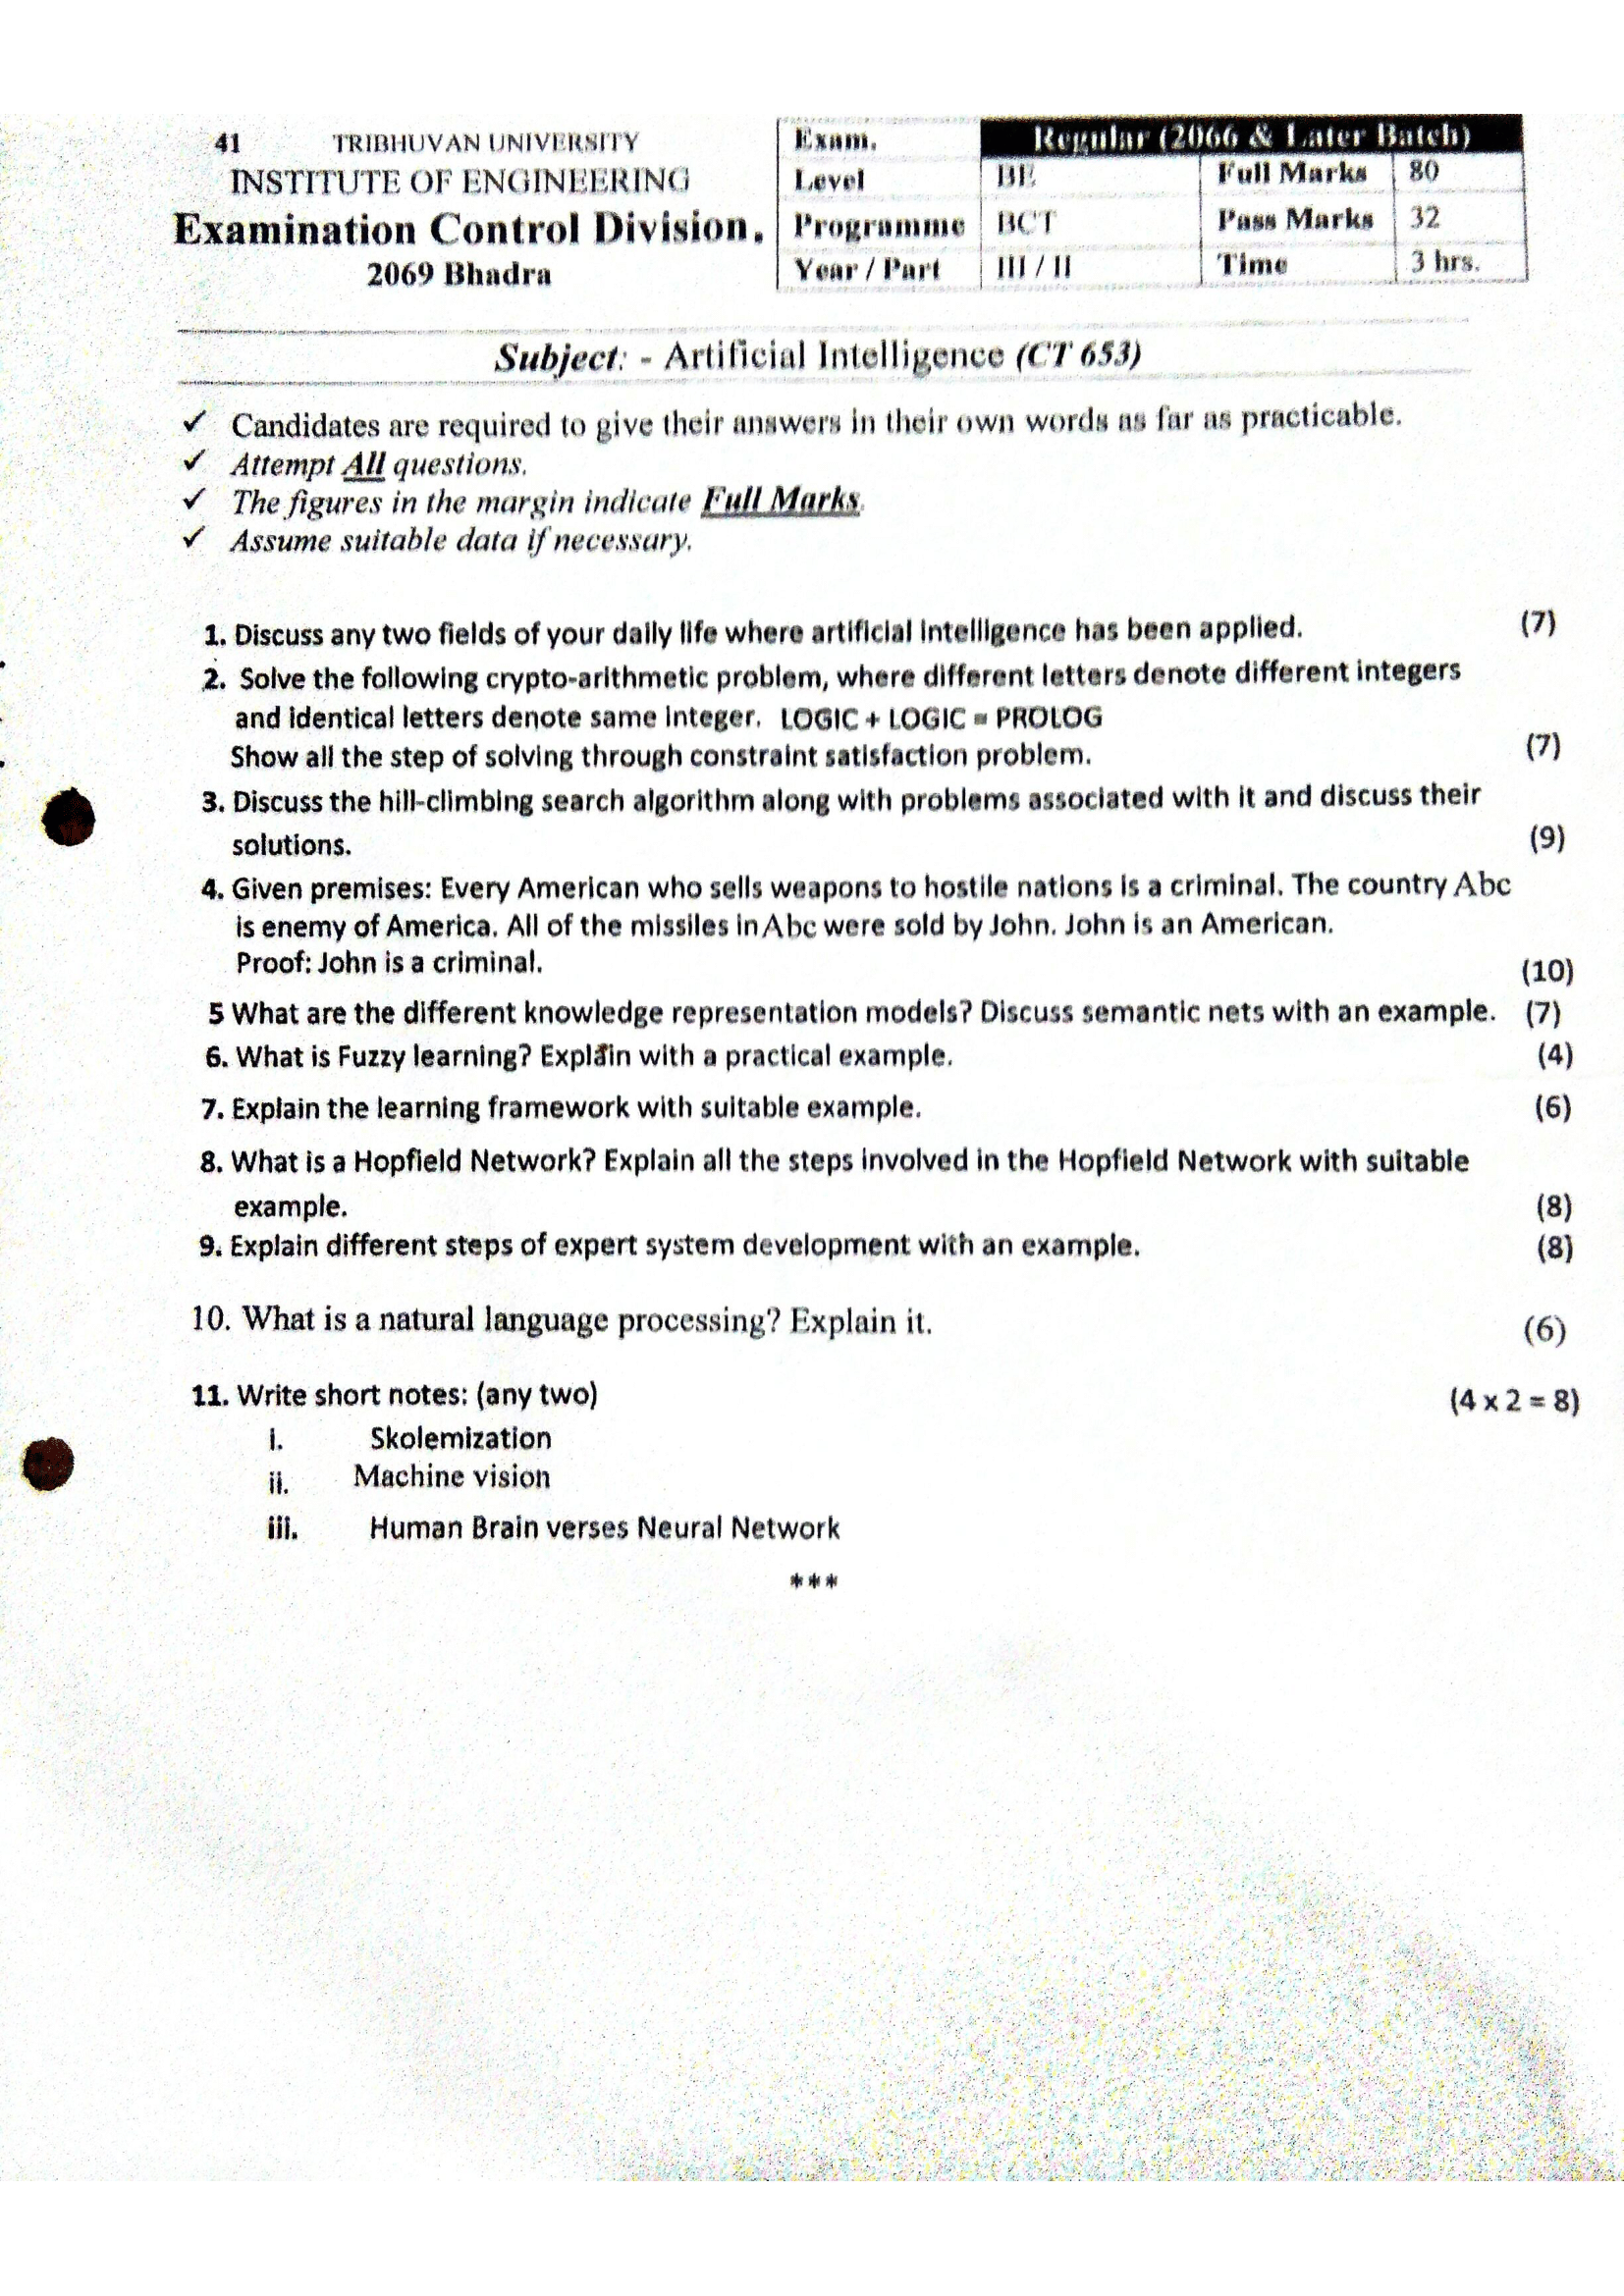 41 TRIBHUVAN UNIVERSITY
INSTITUTE OF ENGINEERING
Examination Control Division.
2069 Bhadra
Exam. Regular (2066 & Later Batch)
Level BE Full Marks 80
Programme BCT Pass Marks 32
Year / Part III / II Time 3 hrs.
Subject: - Artificial Intelligence (CT 653)
✓ Candidates are required to give their answers in their own words as far as practicable.
✓ Attempt All questions.
✓ The figures in the margin indicate Full Marks.
✓ Assume suitable data if necessary.
1. Discuss any two fields of your daily life where artificial intelligence has been applied. (7)
2. Solve the following crypto-arithmetic problem, where different letters denote different integers
and identical letters denote same integer. LOGIC + LOGIC = PROLOG
Show all the step of solving through constraint satisfaction problem. (7)
3. Discuss the hill-climbing search algorithm along with problems associated with it and discuss their
solutions. (9)
4. Given premises: Every American who sells weapons to hostile nations is a criminal. The country Abc
is enemy of America. All of the missiles in Abc were sold by John. John is an American.
Proof: John is a criminal. (10)
5 What are the different knowledge representation models? Discuss semantic nets with an example. (7)
6. What is Fuzzy learning? Explain with a practical example. (4)
7. Explain the learning framework with suitable example. (6)
8. What is a Hopfield Network? Explain all the steps involved in the Hopfield Network with suitable
example. (8)
9. Explain different steps of expert system development with an example. (8)
10. What is a natural language processing? Explain it. (6)
11. Write short notes: (any two) (4 x 2 = 8)
i. Skolemization
ii. Machine vision
iii. Human Brain verses Neural Network
***